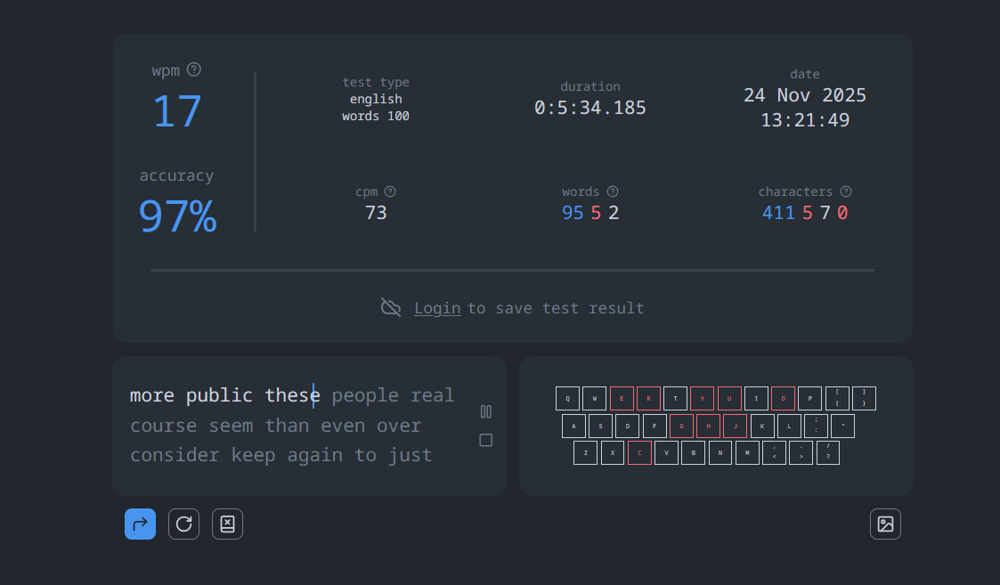 wpm
17
accuracy
97%
test type
english
words 100
duration
0:5:34.185
date
24 Nov 2025
13:21:49
cpm
73
words
95 5 2
characters
411 5 7 0
Login to save test result
more public these people real
course seem than even over
consider keep again to just
Q W E R T Y U I O P [ { ] }
A S D F G H J K L ; : "
Z X C V B N M , < . > / ?